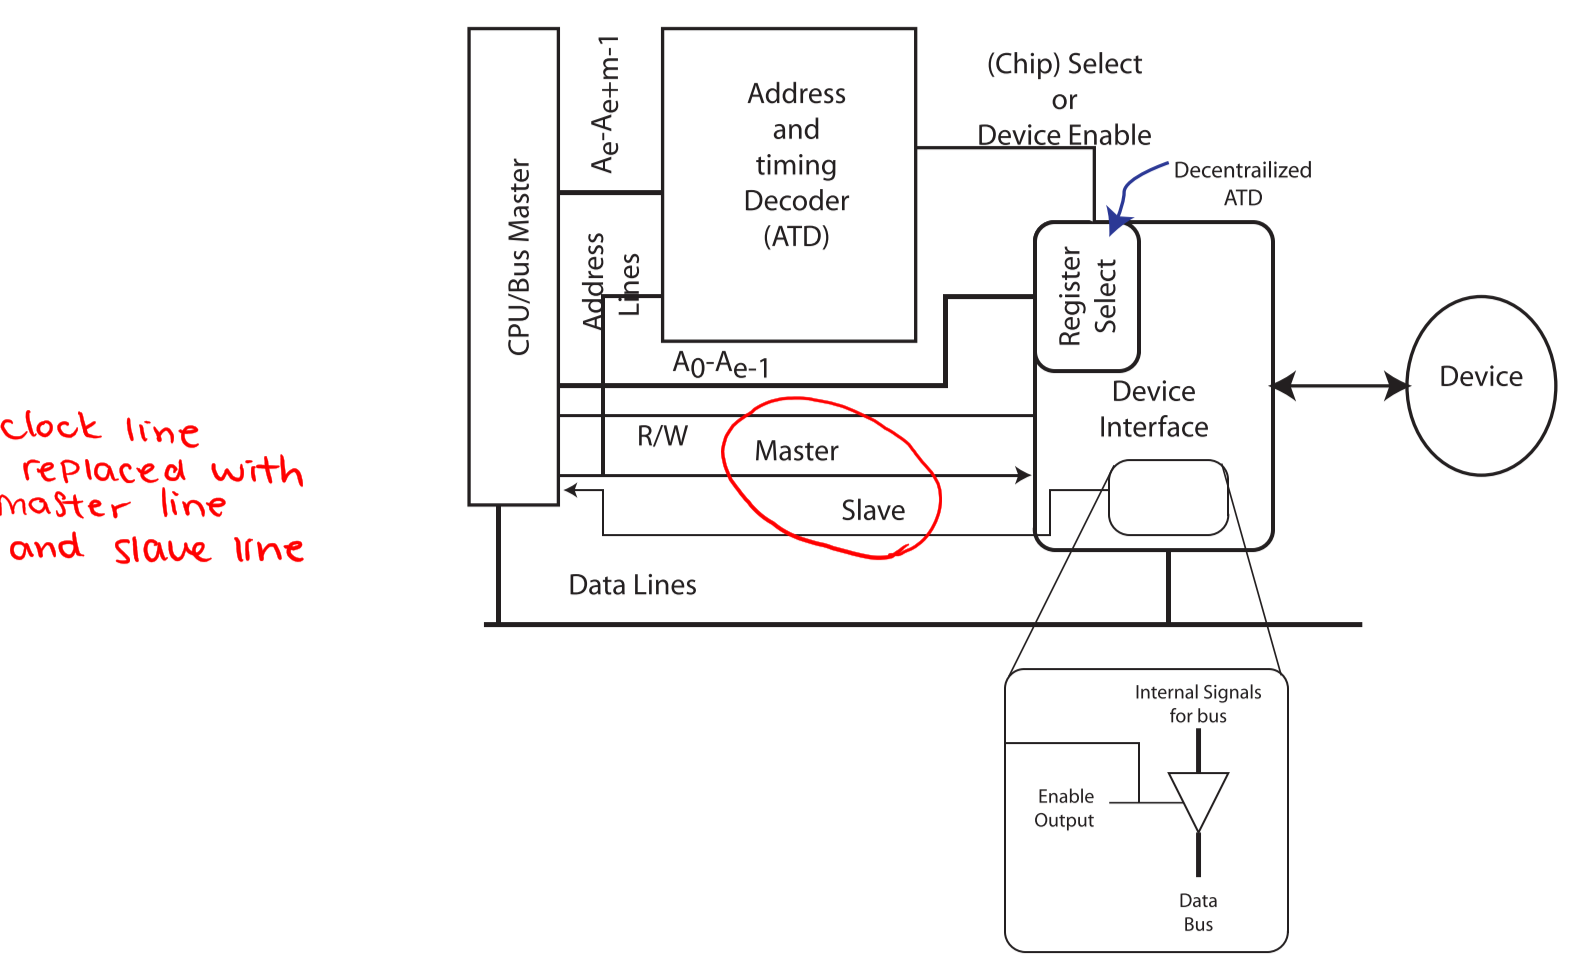 CPU/Bus Master
Ae-Ae+m-1
Address
Lines
Address
and
timing
Decoder
(ATD)
(Chip) Select
or
Device Enable
Decentrailized
ATD
Register
Select
A0-Ae-1
R/W
Master
Slave
Device
Interface
Device
clock line
replaced with
master line
and slave line
Data Lines
Internal Signals
for bus
Enable
Output
Data
Bus